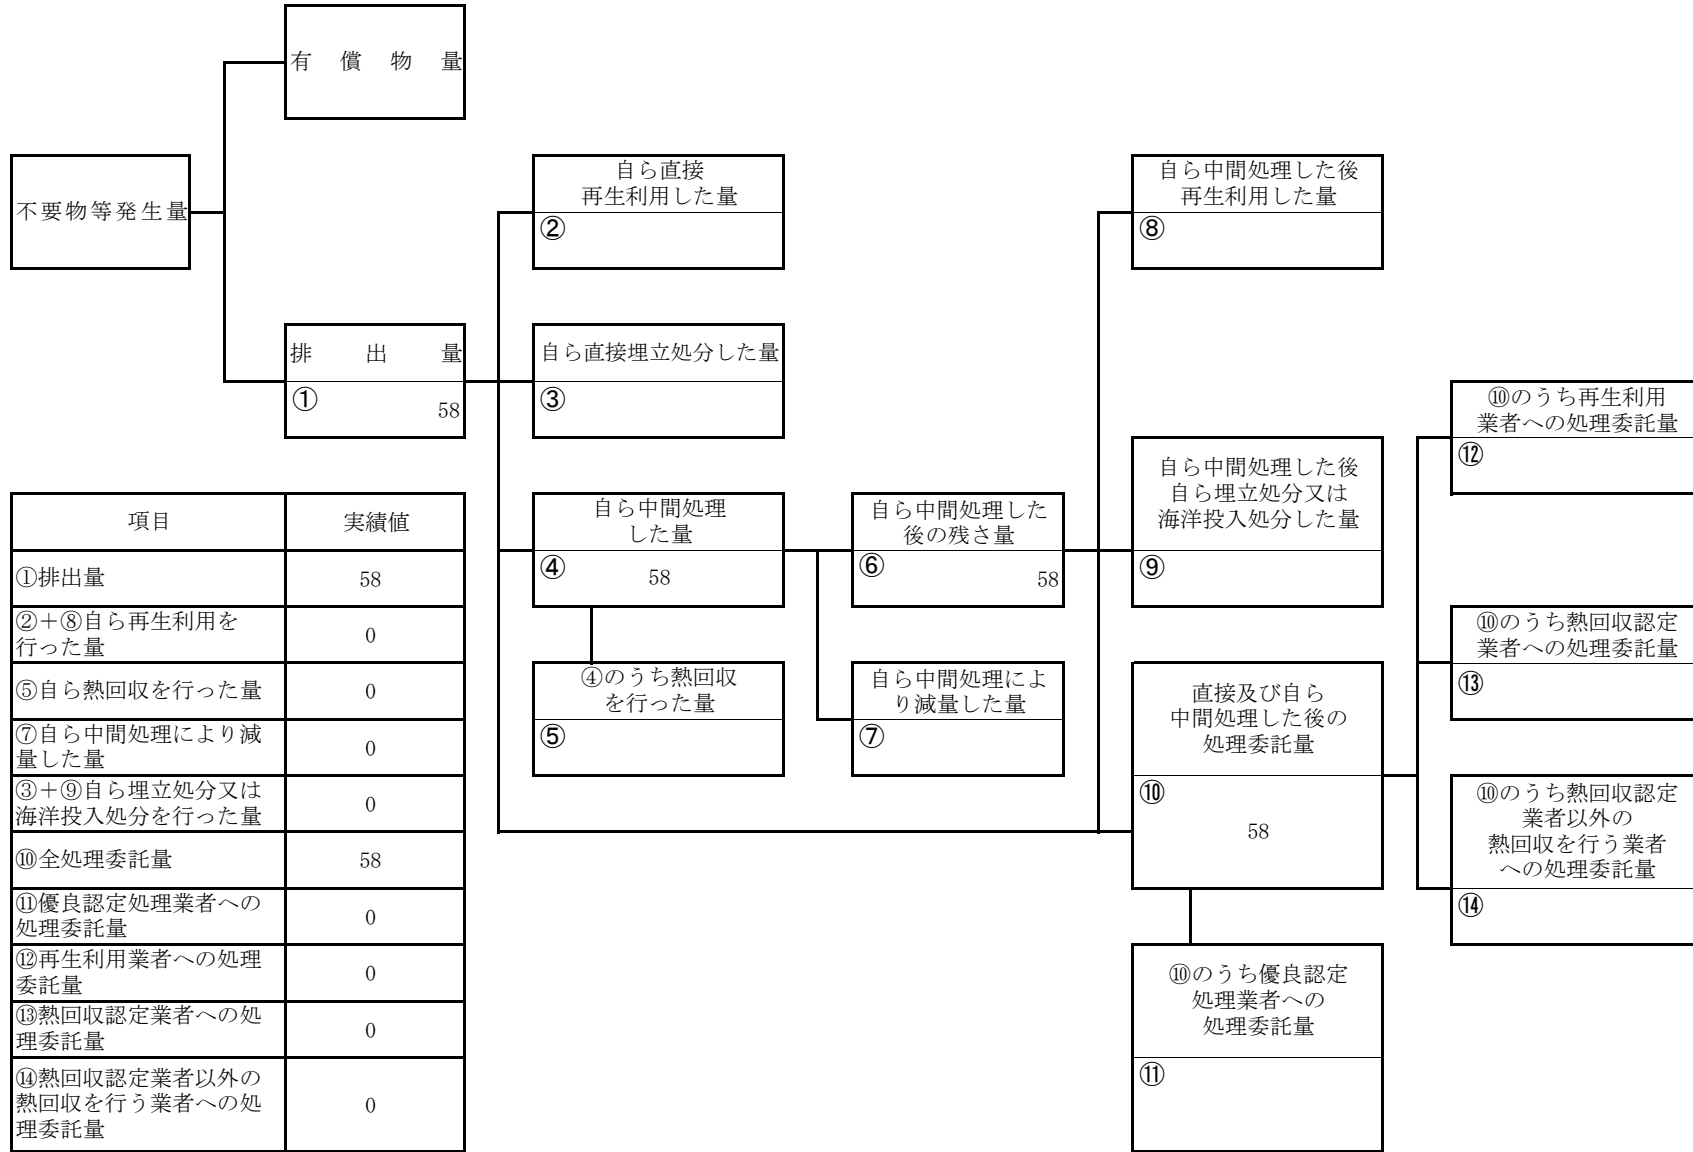 有償物量
不要物等発生量
自ら直接
再生利用した量
②
自ら中間処理した後
再生利用した量
⑧
排出量
①
58
自ら直接埋立処分した量
③
⑩のうち再生利用
業者への処理委託量
⑫
自ら中間処理した後
自ら埋立処分又は
海洋投入処分した量
⑨
自ら中間処理
した量
④
58
自ら中間処理した
後の残さ量
⑥
58
⑩のうち熱回収認定
業者への処理委託量
⑬
④のうち熱回収
を行った量
⑤
自ら中間処理によ
り減量した量
⑦
直接及び自ら
中間処理した後の
処理委託量
⑩
58
⑩のうち熱回収認定
業者以外の
熱回収を行う業者
への処理委託量
⑭
⑩のうち優良認定
処理業者への
処理委託量
⑪
項目 実績値
①排出量 58
②＋⑧自ら再生利用を
行った量
0
⑤自ら熱回収を行った量 0
⑦自ら中間処理により減
量した量
0
③＋⑨自ら埋立処分又は
海洋投入処分を行った量
0
⑩全処理委託量 58
⑪優良認定処理業者への
処理委託量
0
⑫再生利用業者への処理
委託量
0
⑬熱回収認定業者への処
理委託量
0
⑭熱回収認定業者以外の
熱回収を行う業者への処
理委託量
0